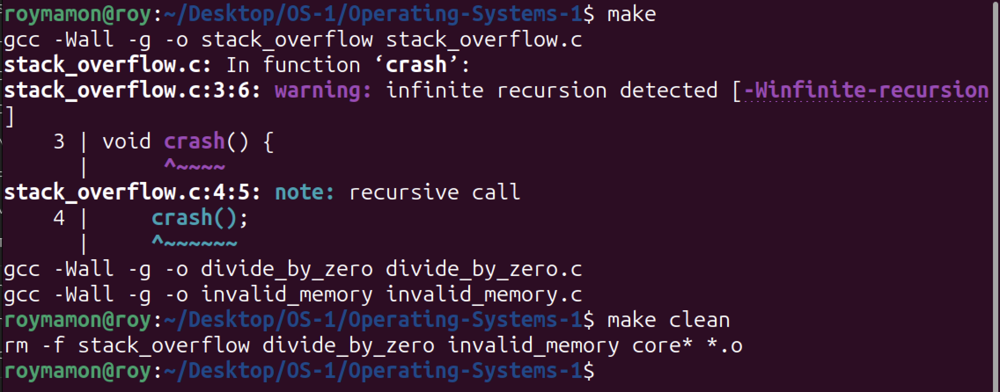 roymamon@roy:~/Desktop/OS-1/Operating-Systems-1$ make
gcc -Wall -g -o stack_overflow stack_overflow.c
stack_overflow.c: In function ‘crash’:
stack_overflow.c:3:6: warning: infinite recursion detected [-Winfinite-recursion
]
    3 | void crash() {
      |      ^~~~~
stack_overflow.c:4:5: note: recursive call
    4 |     crash();
      |     ^~~~~~~
gcc -Wall -g -o divide_by_zero divide_by_zero.c
gcc -Wall -g -o invalid_memory invalid_memory.c
roymamon@roy:~/Desktop/OS-1/Operating-Systems-1$ make clean
rm -f stack_overflow divide_by_zero invalid_memory core* *.o
roymamon@roy:~/Desktop/OS-1/Operating-Systems-1$